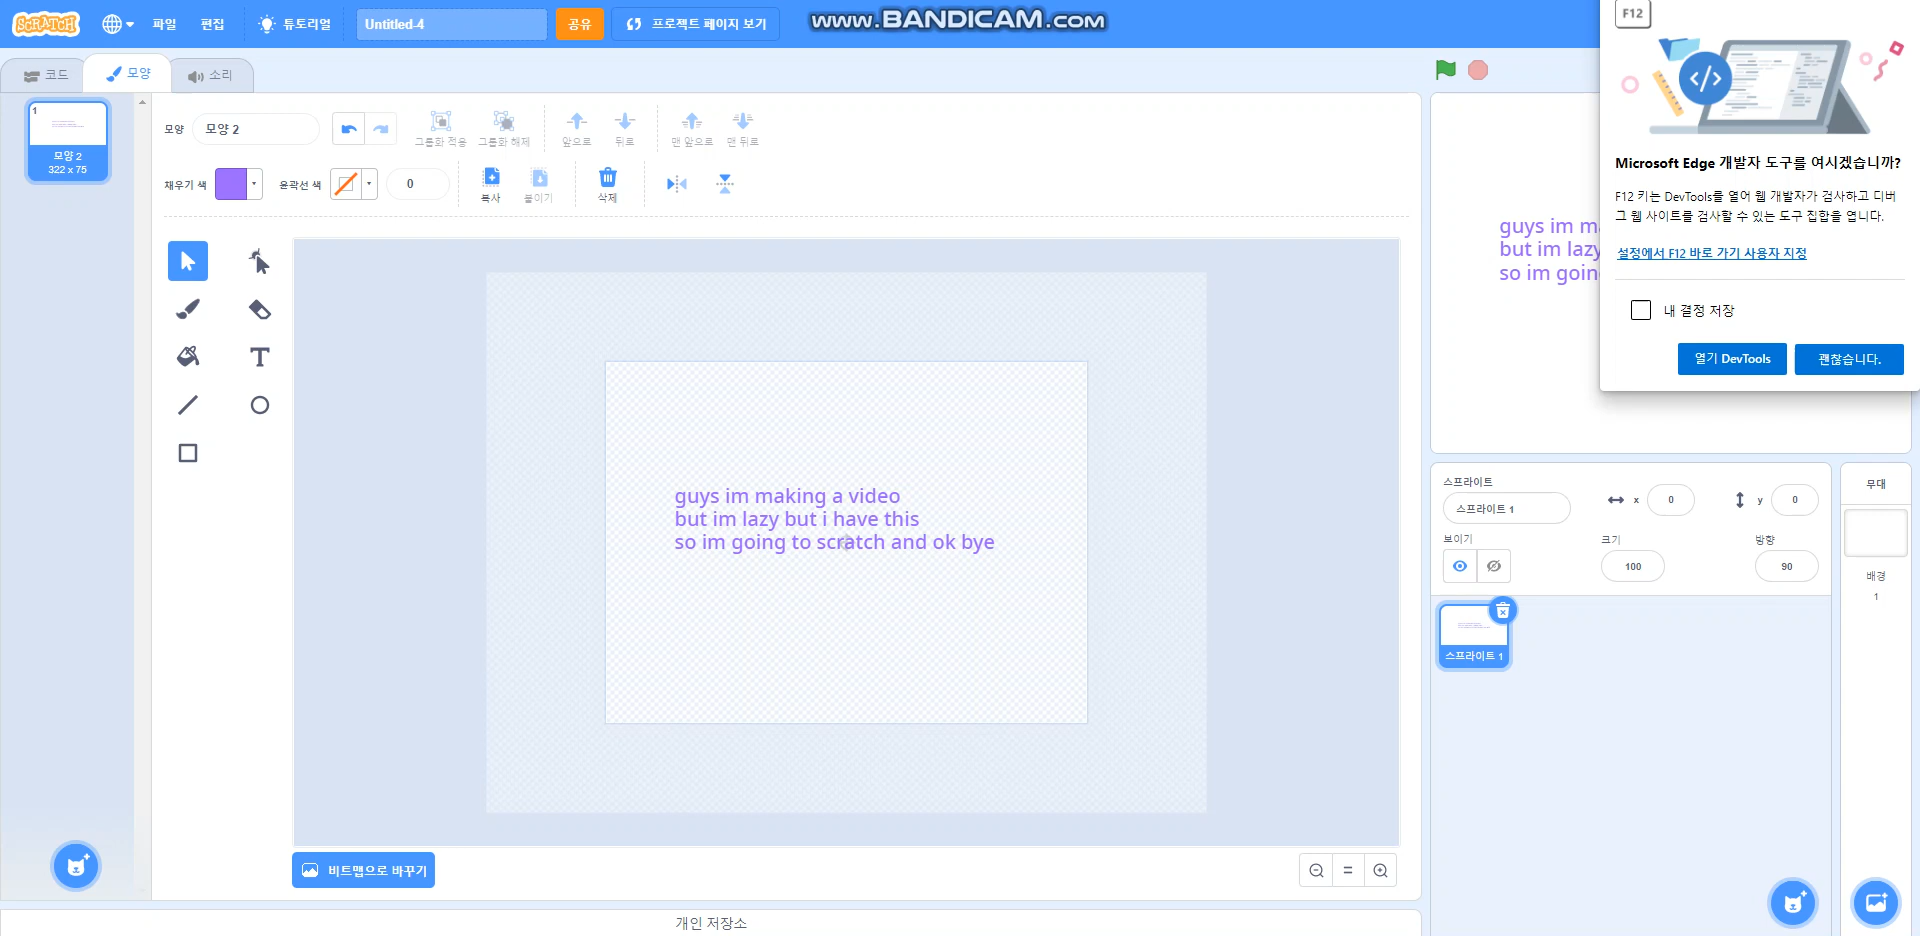 SCRATCH
파일
편집
튜토리얼
Untitled-4
공유
프로젝트 페이지 보기
www.BANDICAM.com
F12
코드
모양
소리
1
모양 2
322 x 75
모양
모양 2
그룹화 적용
그룹화 해제
앞으로
뒤로
맨 앞으로
맨 뒤로
채우기 색
윤곽선 색
0
복사
붙이기
삭제
guys im making a video
but im lazy but i have this
so im going to scratch and ok bye
비트맵으로 바꾸기
개인 저장소
guys im m
but im lazy
so im goin
Microsoft Edge 개발자 도구를 여시겠습니까?
F12 키는 DevTools를 열어 웹 개발자가 검사하고 디버
그 웹 사이트를 검사할 수 있는 도구 집합을 엽니다.
설정에서 F12 바로 가기 사용자 지정
내 결정 저장
열기 DevTools
괜찮습니다.
스프라이트
스프라이트 1
x
0
y
0
보이기
크기
100
방향
90
스프라이트 1
무대
배경
1